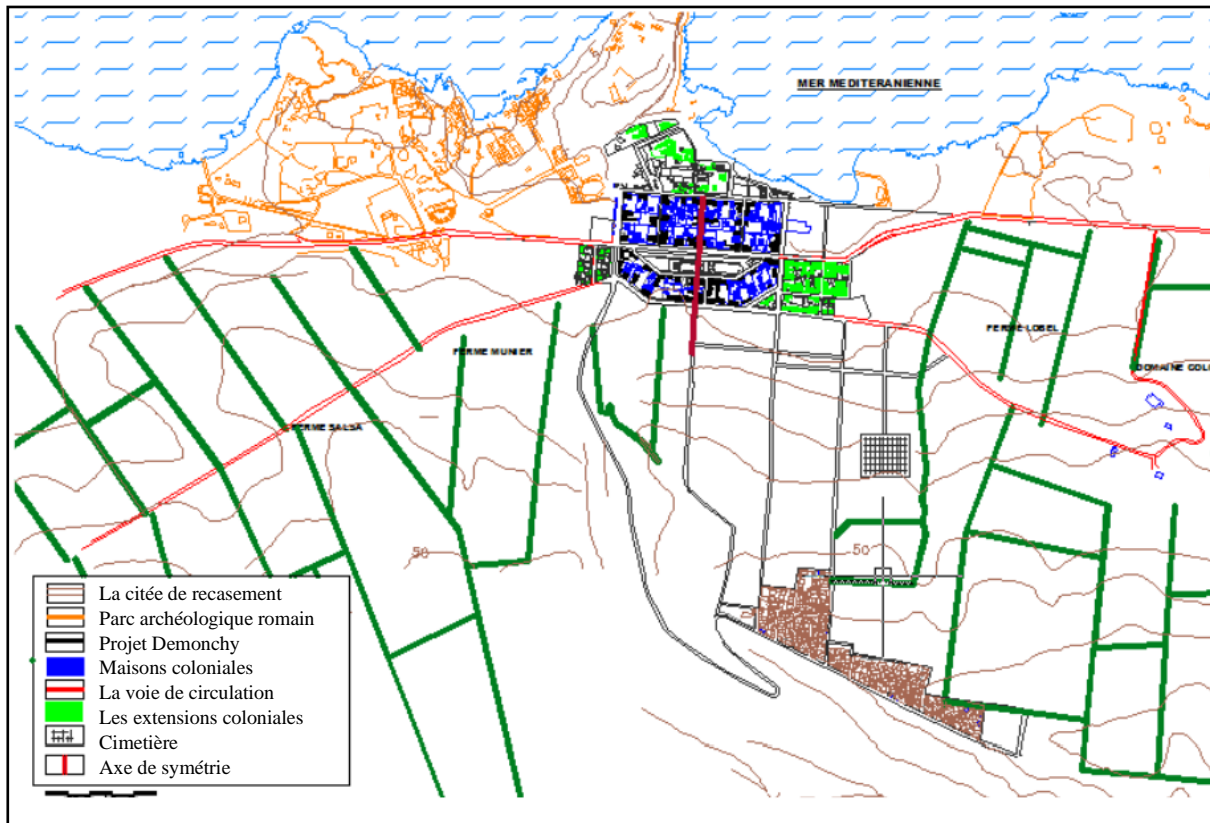 MER MEDITERANIENNE
FERME LOBEL
FERME MUNIER
DOMAINE COL
FERME SALSA
50
50
La citée de recasement
Parc archéologique romain
Projet Demonchy
Maisons coloniales
La voie de circulation
Les extensions coloniales
Cimetière
Axe de symétrie